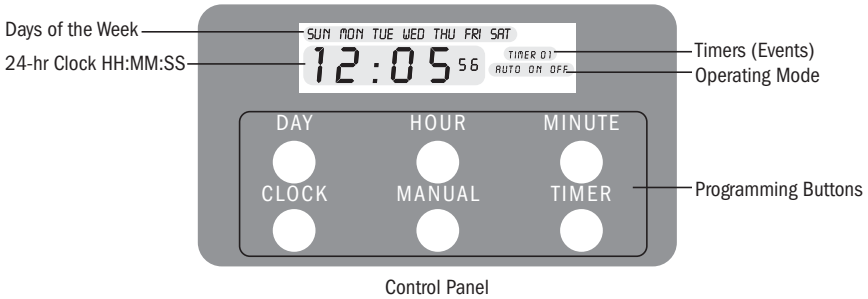 Days of the Week
SUN MON TUE WED THU FRI SAT
24-hr Clock HH:MM:SS
12:05 56
TIMER 01
AUTO ON OFF
Timers (Events)
Operating Mode
DAY HOUR MINUTE
CLOCK MANUAL TIMER
Programming Buttons
Control Panel